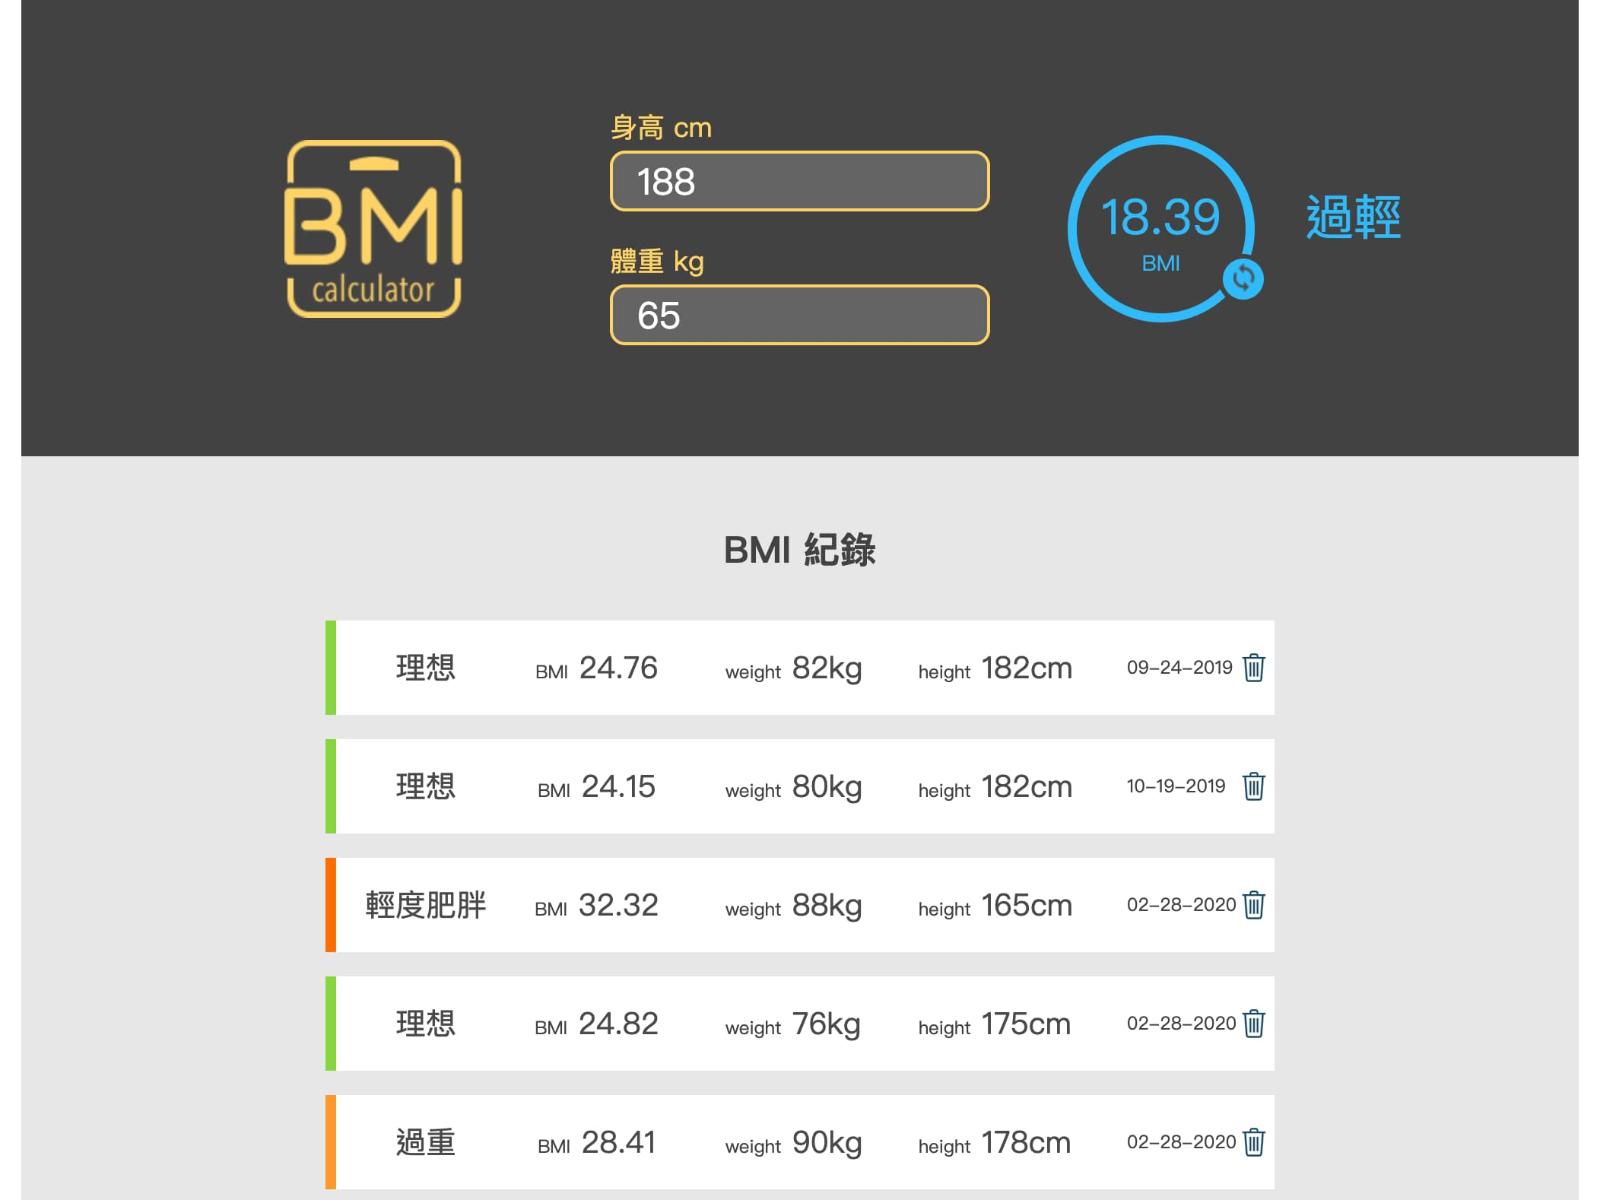 BMI
calculator
身高 cm
188
體重 kg
65
18.39
BMI
過輕
BMI 紀錄
理想 BMI 24.76 weight 82kg height 182cm 09-24-2019
理想 BMI 24.15 weight 80kg height 182cm 10-19-2019
輕度肥胖 BMI 32.32 weight 88kg height 165cm 02-28-2020
理想 BMI 24.82 weight 76kg height 175cm 02-28-2020
過重 BMI 28.41 weight 90kg height 178cm 02-28-2020